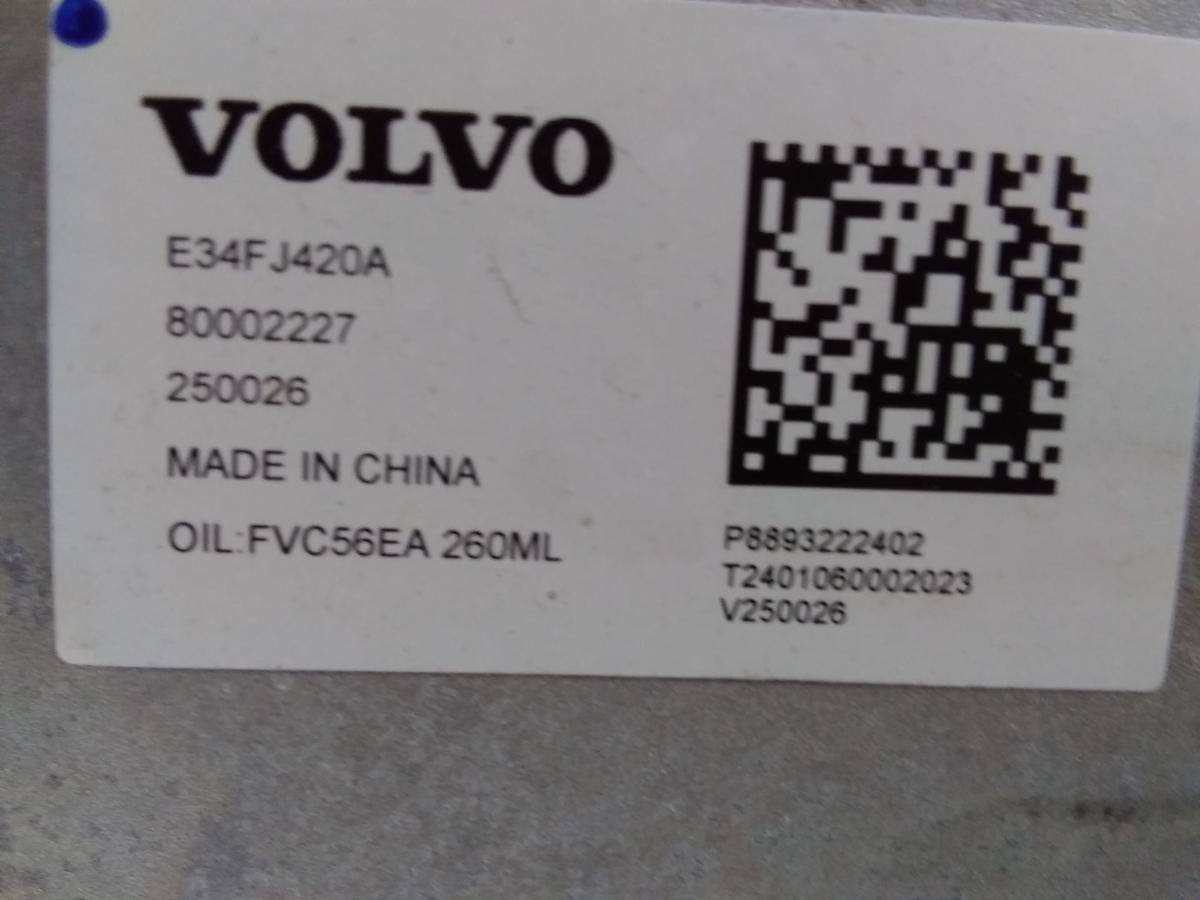 VOLVO
E34FJ420A
80002227
250026
MADE IN CHINA
OIL:FVC56EA 260ML
P8893222402
T2401060002023
V250026